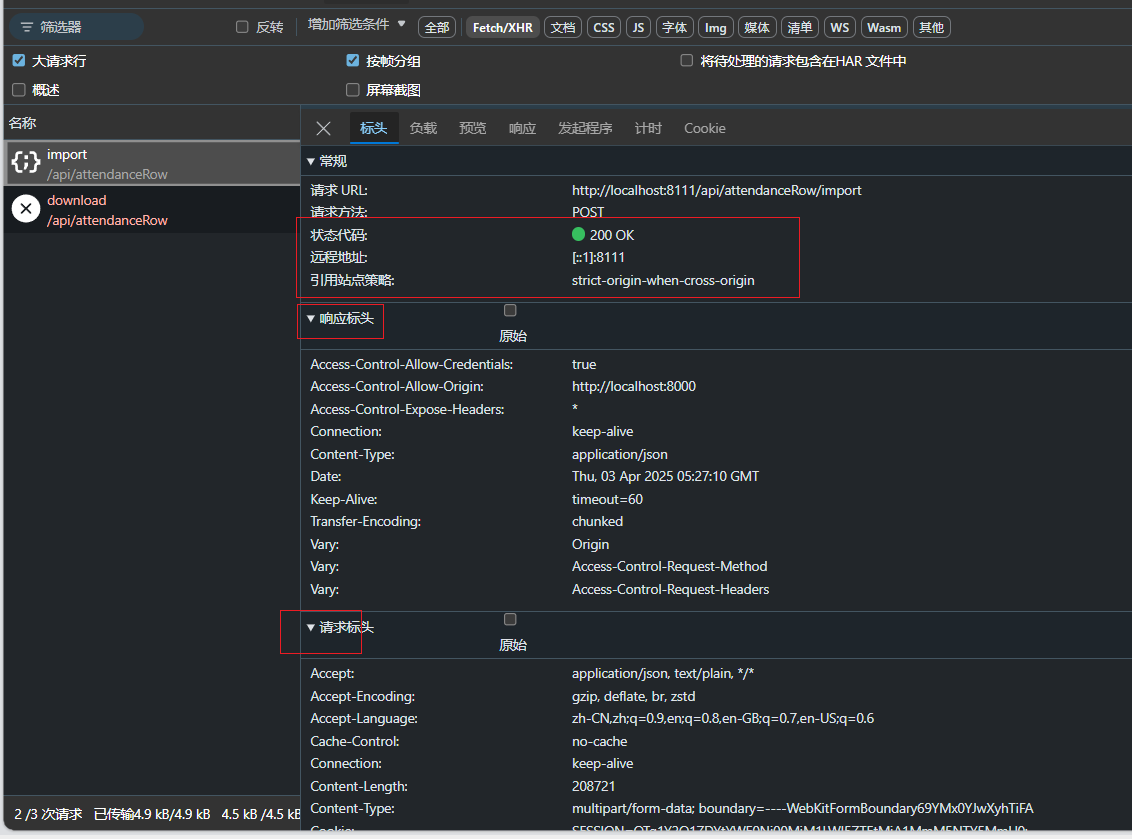 筛选器 反转 增加筛选条件 全部 Fetch/XHR 文档 CSS JS 字体 Img 媒体 清单 WS Wasm 其他
大请求行 按帧分组 将待处理的请求包含在HAR 文件中
概述 屏幕截图
名称
import
/api/attendanceRow
download
/api/attendanceRow
2 /3 次请求 已传输4.9 kB/4.9 kB 4.5 kB /4.5 kB
标头 负载 预览 响应 发起程序 计时 Cookie
常规
请求 URL: http://localhost:8111/api/attendanceRow/import
请求方法: POST
状态代码: 200 OK
远程地址: [::1]:8111
引用站点策略: strict-origin-when-cross-origin
响应标头
原始
Access-Control-Allow-Credentials: true
Access-Control-Allow-Origin: http://localhost:8000
Access-Control-Expose-Headers: *
Connection: keep-alive
Content-Type: application/json
Date: Thu, 03 Apr 2025 05:27:10 GMT
Keep-Alive: timeout=60
Transfer-Encoding: chunked
Vary: Origin
Vary: Access-Control-Request-Method
Vary: Access-Control-Request-Headers
请求标头
原始
Accept: application/json, text/plain, */*
Accept-Encoding: gzip, deflate, br, zstd
Accept-Language: zh-CN,zh;q=0.9,en;q=0.8,en-GB;q=0.7,en-US;q=0.6
Cache-Control: no-cache
Connection: keep-alive
Content-Length: 208721
Content-Type: multipart/form-data; boundary=----WebKitFormBoundary69YMx0YJwXyhTiFA
Cookie: